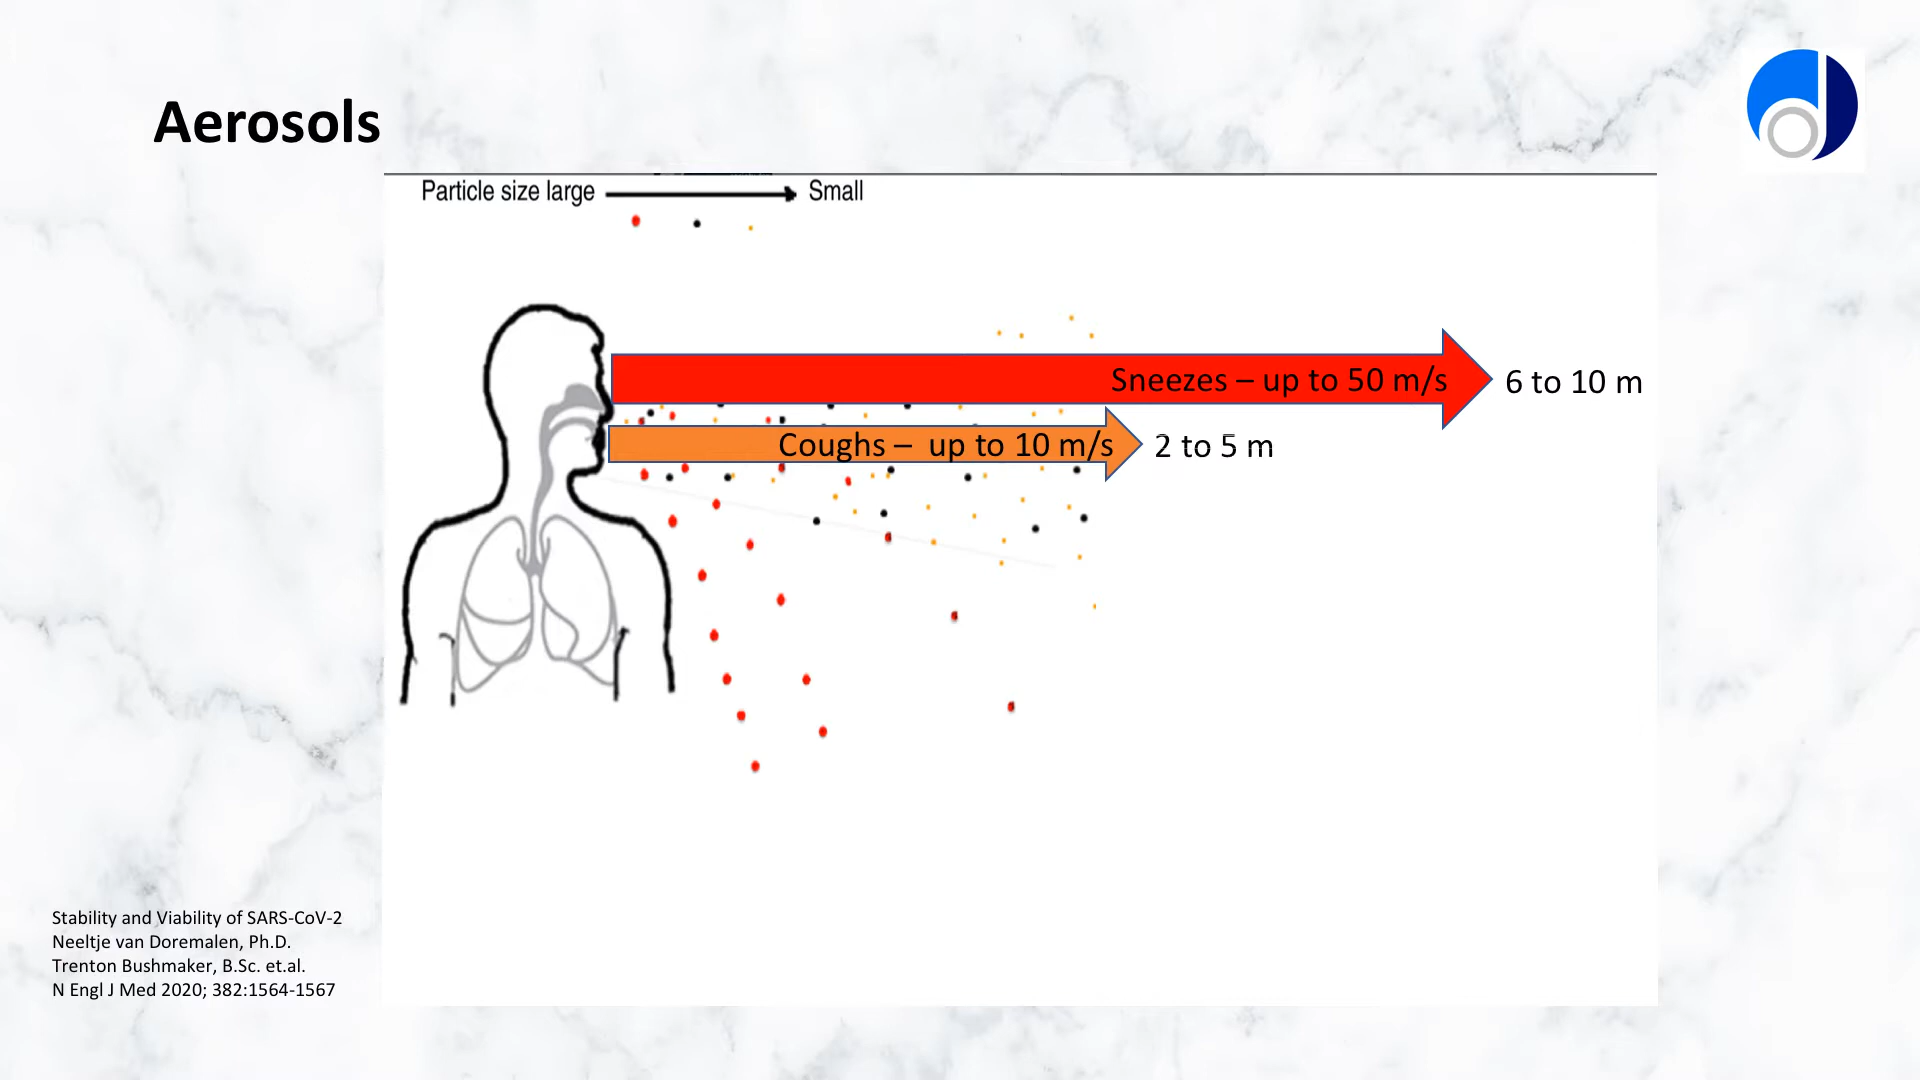 Aerosols
Particle size large
Small
Sneezes – up to 50 m/s
6 to 10 m
Coughs – up to 10 m/s
2 to 5 m
Stability and Viability of SARS-CoV-2
Neeltje van Doremalen, Ph.D.
Trenton Bushmaker, B.Sc. et.al.
N Engl J Med 2020; 382:1564-1567